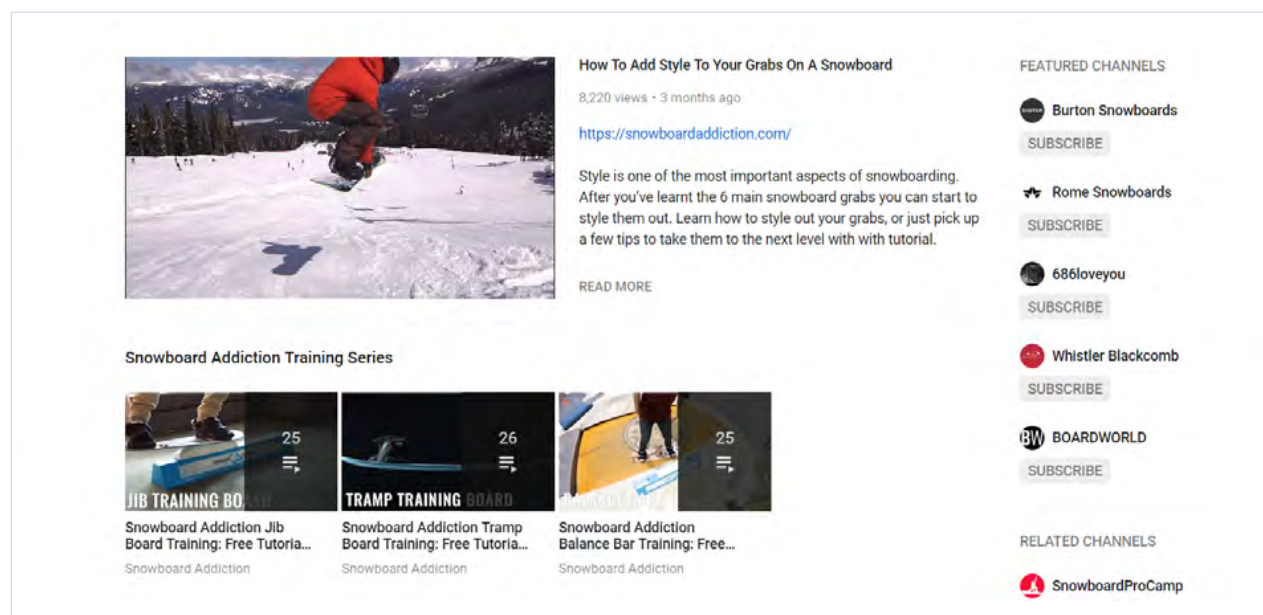 How To Add Style To Your Grabs On A Snowboard
8,220 views • 3 months ago
https://snowboardaddiction.com/
Style is one of the most important aspects of snowboarding.
After you've learnt the 6 main snowboard grabs you can start to
style them out. Learn how to style out your grabs, or just pick up
a few tips to take them to the next level with with tutorial.
READ MORE
Snowboard Addiction Training Series
25
JIB TRAINING BOARD
Snowboard Addiction Jib
Board Training: Free Tutoria...
Snowboard Addiction
26
TRAMP TRAINING BOARD
Snowboard Addiction Tramp
Board Training: Free Tutoria...
Snowboard Addiction
25
Snowboard Addiction
Balance Bar Training: Free...
Snowboard Addiction
FEATURED CHANNELS
Burton Snowboards
SUBSCRIBE
Rome Snowboards
SUBSCRIBE
686loveyou
SUBSCRIBE
Whistler Blackcomb
SUBSCRIBE
BW
BOARDWORLD
SUBSCRIBE
RELATED CHANNELS
SnowboardProCamp